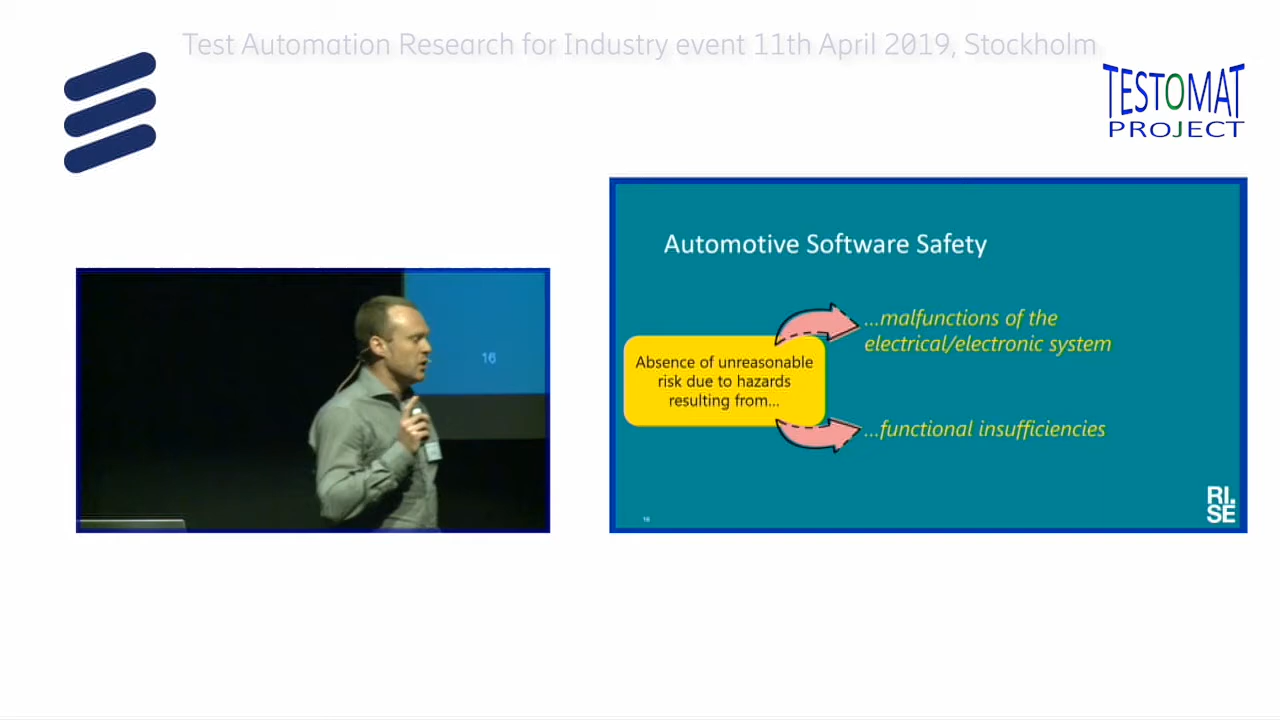 Test Automation Research for Industry event 11th April 2019, Stockholm
TESTOMAT
PROJECT
16
Automotive Software Safety
Absence of unreasonable
risk due to hazards
resulting from...
...malfunctions of the
electrical/electronic system
...functional insufficiencies
16
RI.
SE